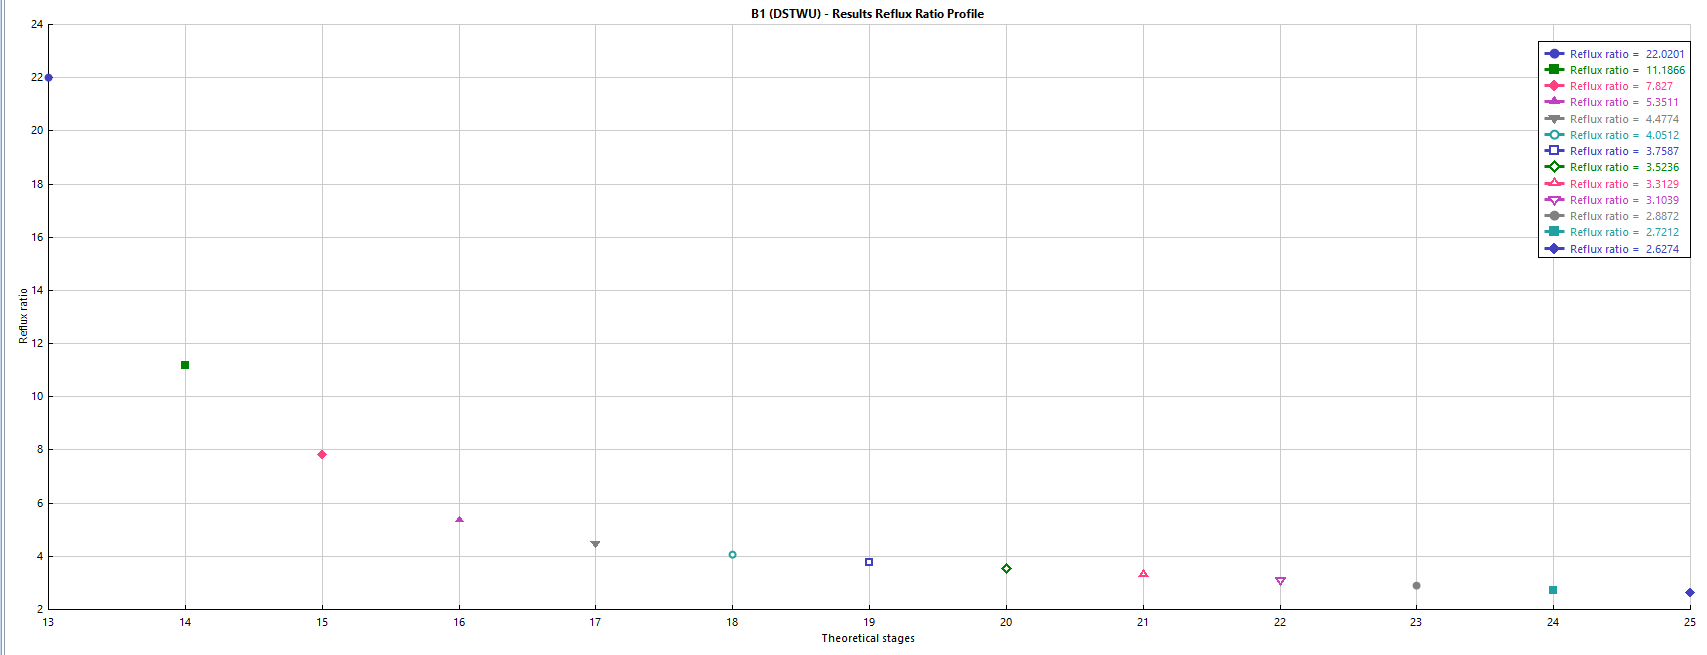 B1 (DSTWU) - Results Reflux Ratio Profile
24
22
20
18
16
14
12
10
8
6
4
2
Reflux ratio
Reflux ratio = 22.0201
Reflux ratio = 11.1866
Reflux ratio = 7.827
Reflux ratio = 5.3511
Reflux ratio = 4.4774
Reflux ratio = 4.0512
Reflux ratio = 3.7587
Reflux ratio = 3.5236
Reflux ratio = 3.3129
Reflux ratio = 3.1039
Reflux ratio = 2.8872
Reflux ratio = 2.7212
Reflux ratio = 2.6274
13 14 15 16 17 18 19 20 21 22 23 24 25
Theoretical stages